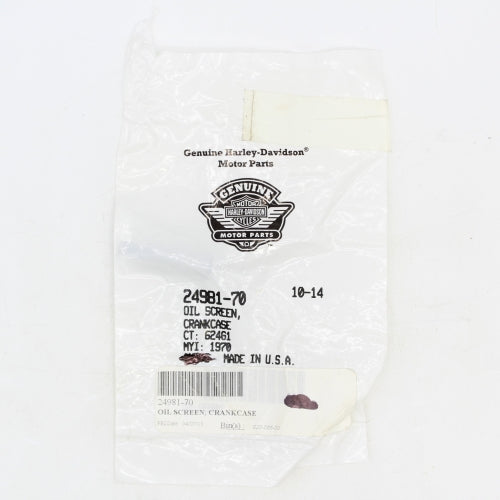 Genuine Harley-Davidson®
Motor Parts
GENUINE
MOTOR
HARLEY-DAVIDSON
CYCLES
MOTOR PARTS
24981-70 10-14
OIL SCREEN,
CRANKCASE
CT: 62461
MYI: 1970
MADE IN U.S.A.
24981-70
OIL SCREEN, CRANKCASE
Bin(s):